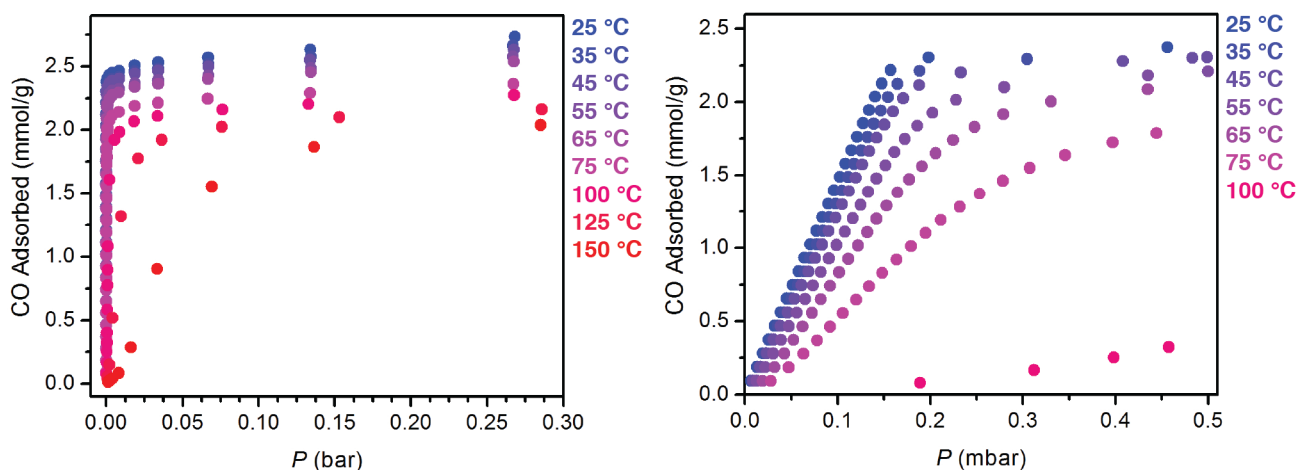 CO Adsorbed (mmol/g)
2.5
2.0
1.5
1.0
0.5
0.0
0.00 0.05 0.10 0.15 0.20 0.25 0.30
P (bar)
25 °C
35 °C
45 °C
55 °C
65 °C
75 °C
100 °C
125 °C
150 °C
CO Adsorbed (mmol/g)
2.5
2.0
1.5
1.0
0.5
0.0
0.0 0.1 0.2 0.3 0.4 0.5
P (mbar)
25 °C
35 °C
45 °C
55 °C
65 °C
75 °C
100 °C